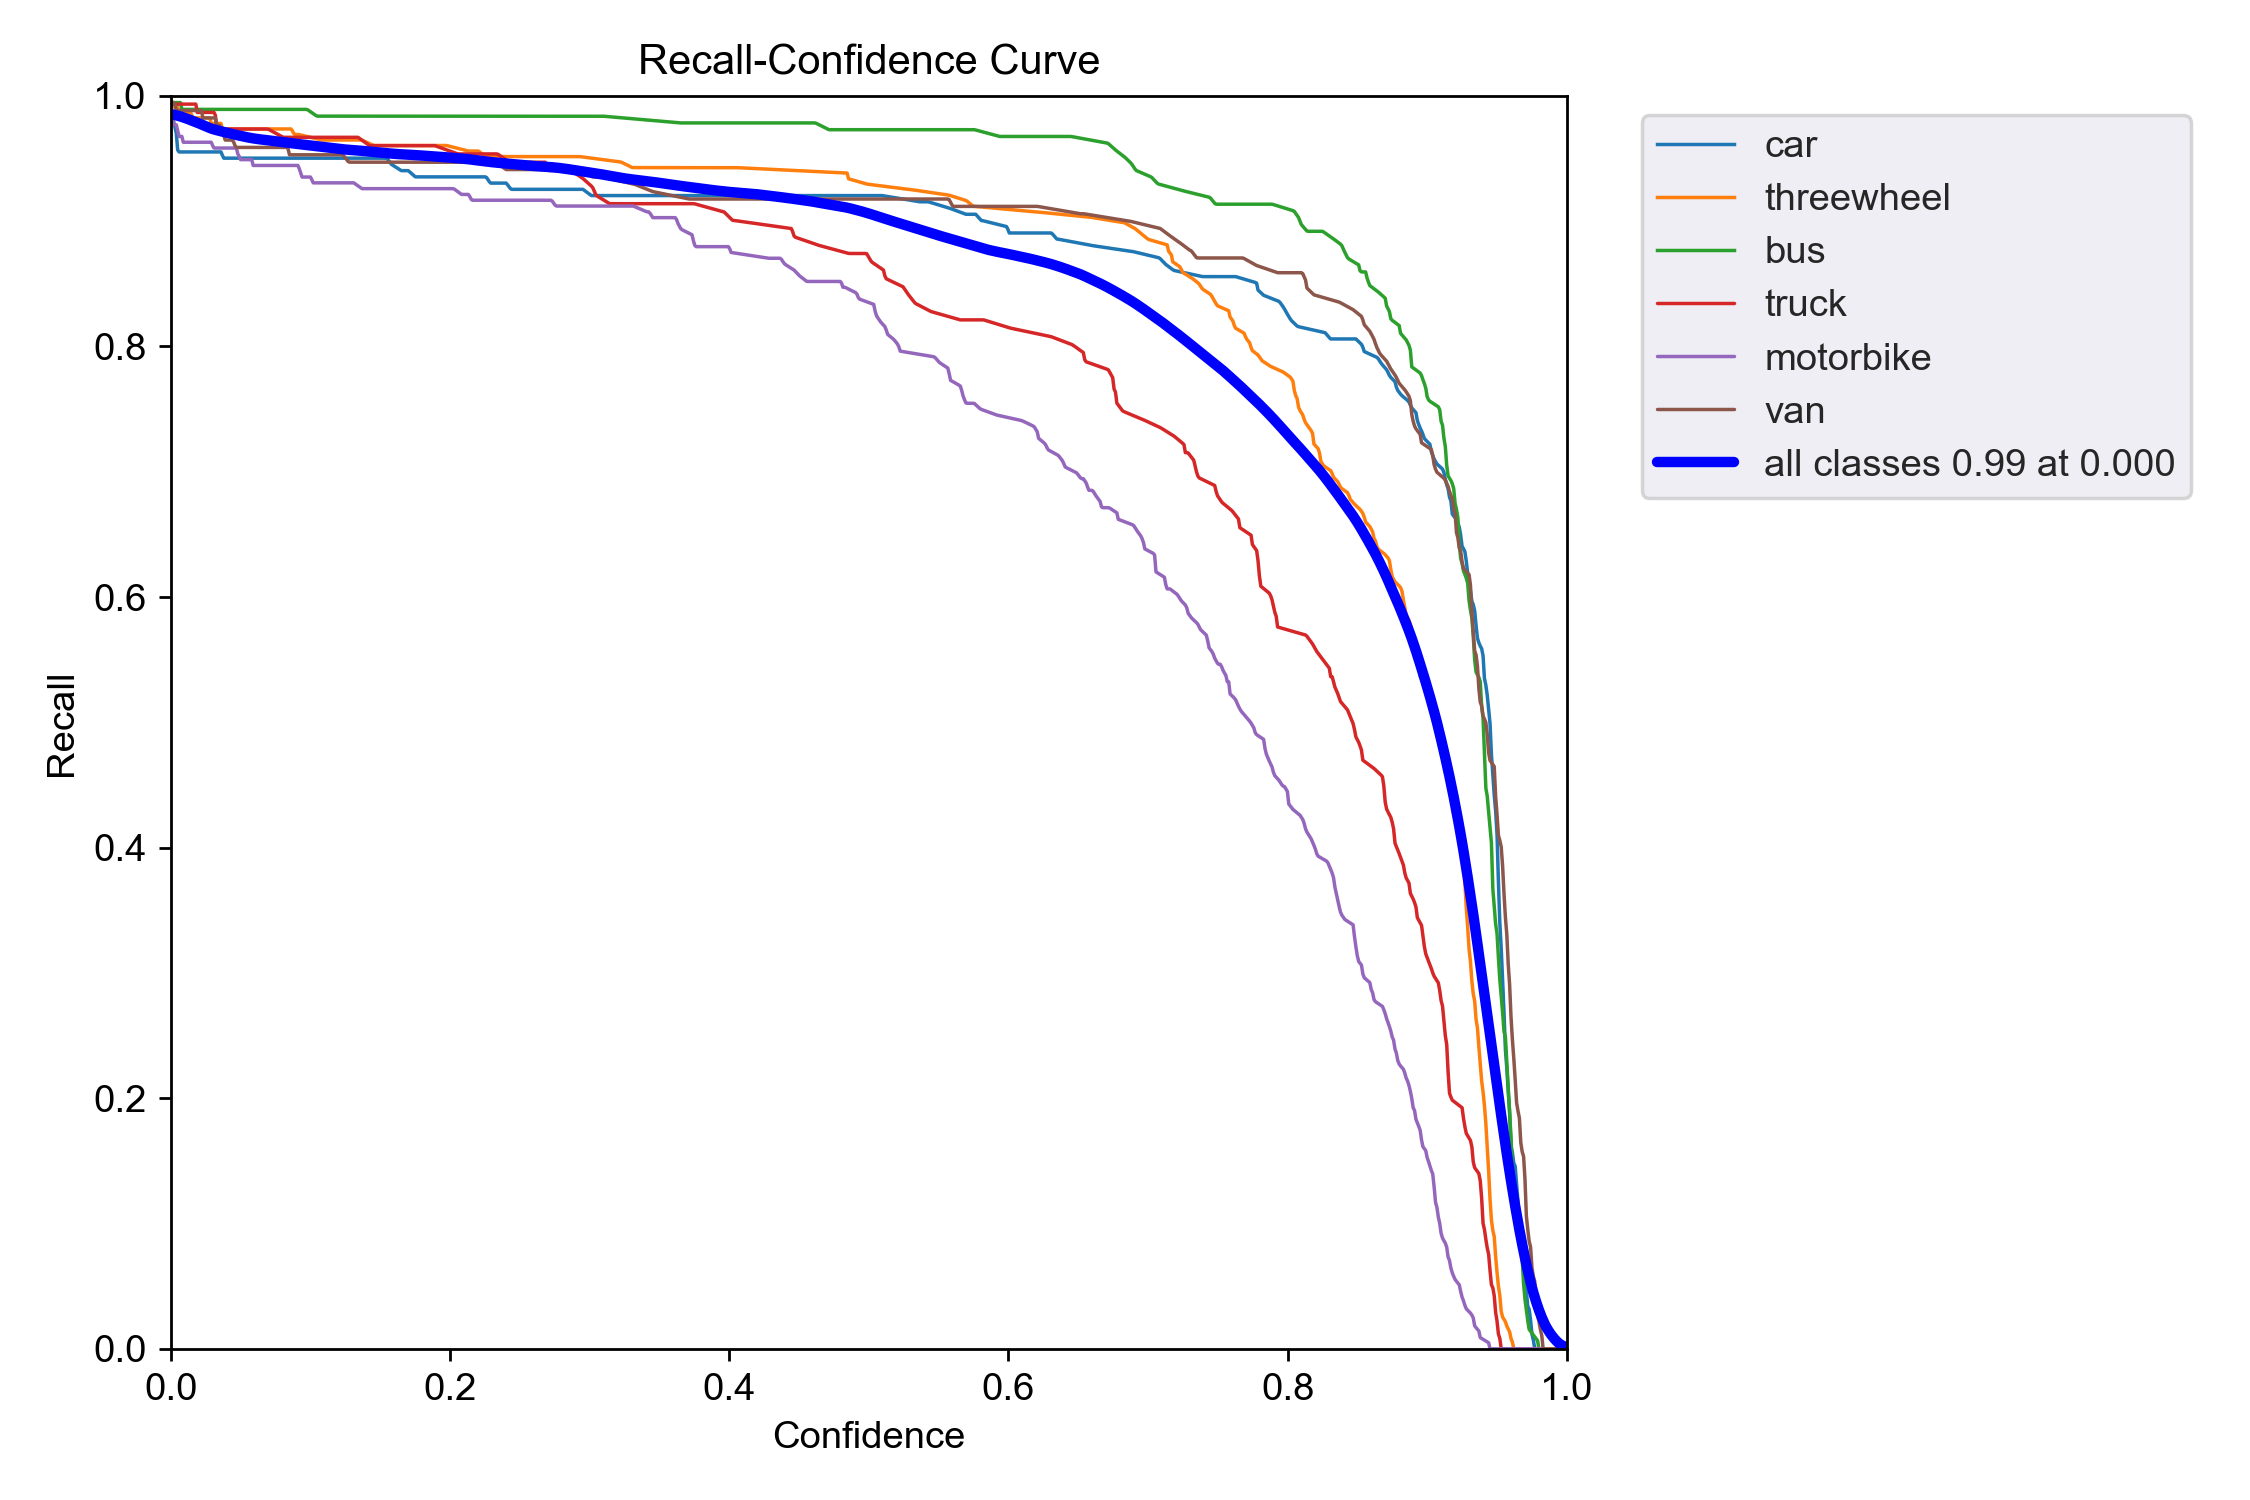 Recall-Confidence Curve
1.0
0.8
0.6
0.4
0.2
0.0
Recall
0.0 0.2 0.4 0.6 0.8 1.0
Confidence
car
threewheel
bus
truck
motorbike
van
all classes 0.99 at 0.000